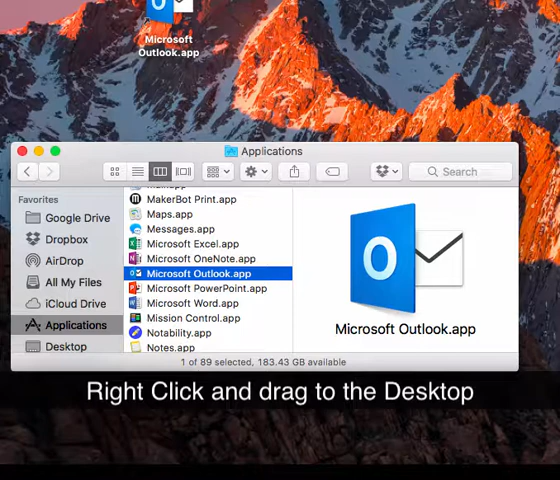 Microsoft
Outlook.app
Applications
Search
Favorites
Google Drive
Dropbox
AirDrop
All My Files
iCloud Drive
Applications
Desktop
MakerBot Print.app
Maps.app
Messages.app
Microsoft Excel.app
Microsoft OneNote.app
Microsoft Outlook.app
Microsoft PowerPoint.app
Microsoft Word.app
Mission Control.app
Notability.app
Notes.app
Microsoft Outlook.app
1 of 89 selected, 183.43 GB available
Right Click and drag to the Desktop